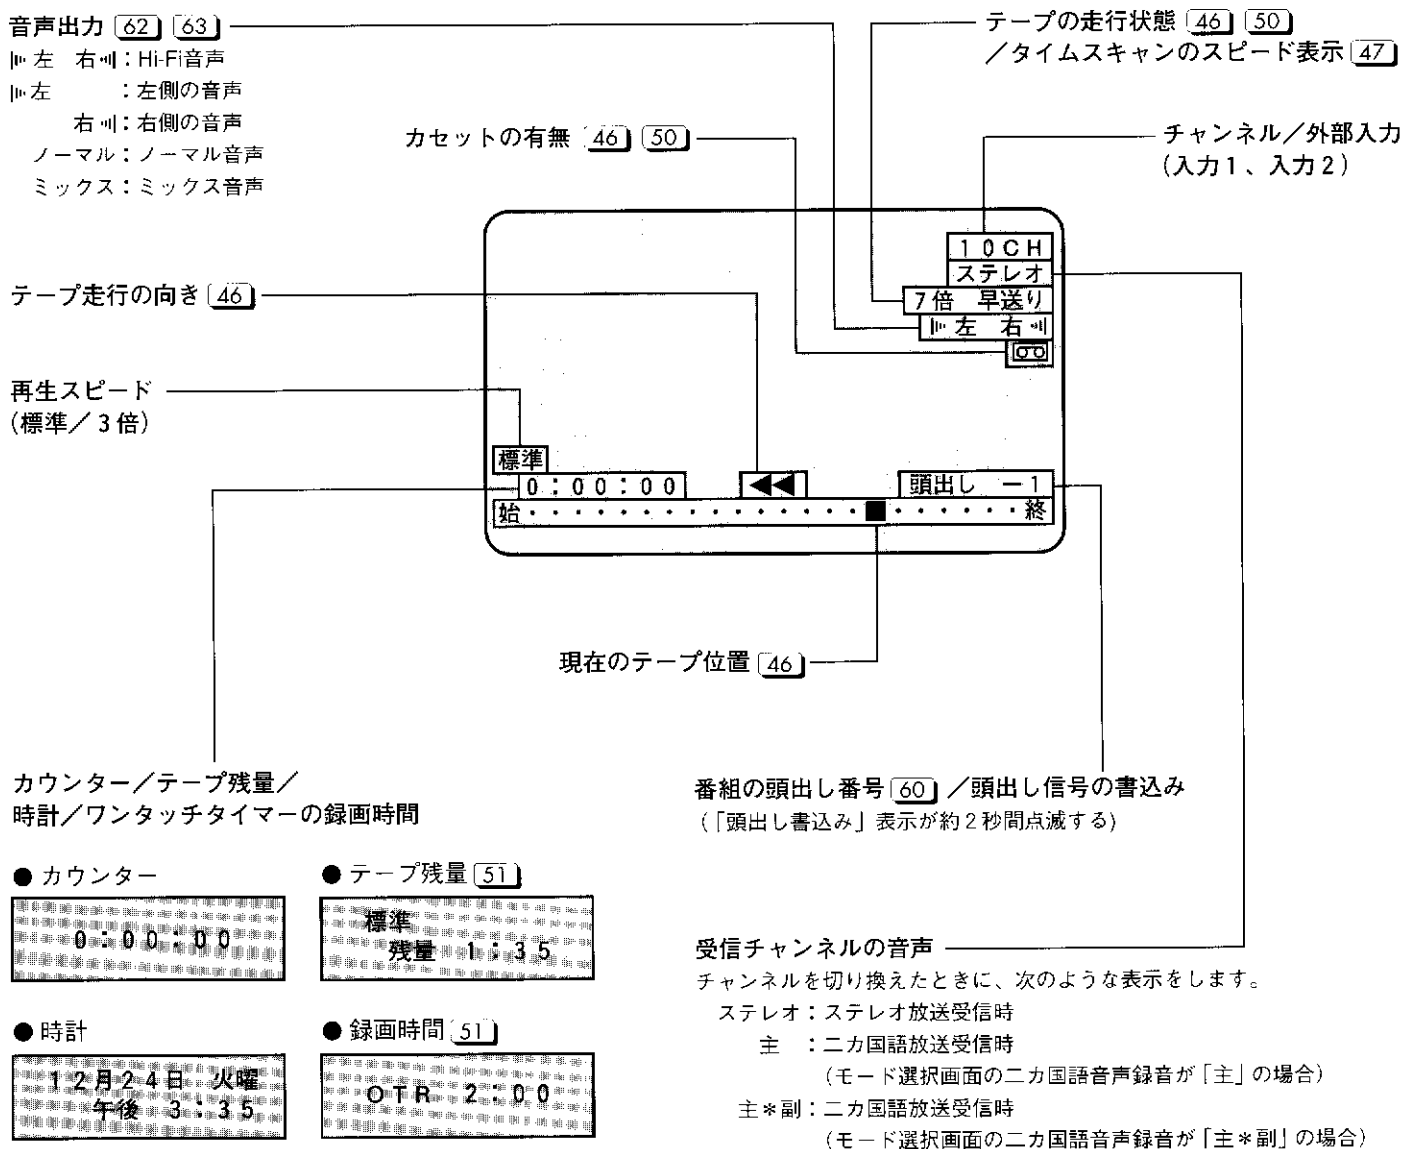 音声出力 62 63
左 右：Hi-Fi音声
左　　：左側の音声
右：右側の音声
ノーマル：ノーマル音声
ミックス：ミックス音声
テープの走行状態 46 50
／タイムスキャンのスピード表示 47
カセットの有無 46 50
チャンネル／外部入力
（入力1、入力2）
テープ走行の向き 46
再生スピード
（標準／3倍）
10CH
ステレオ
7倍 早送り
左 右
標準
0：00：00 ◀◀ 頭出し －1
始・・・・・・・・・・・・・・・■・・・・・・終
現在のテープ位置 46
カウンター／テープ残量／
時計／ワンタッチタイマーの録画時間
番組の頭出し番号 60 ／頭出し信号の書込み
（「頭出し書込み」表示が約2秒間点滅する）
● カウンター
0：00：00
● テープ残量 51
標準
残量 1：35
● 時計
12月24日 火曜
午後 3：35
● 録画時間 51
OTR 2：00
受信チャンネルの音声
チャンネルを切り換えたときに、次のような表示をします。
ステレオ：ステレオ放送受信時
主　：二カ国語放送受信時
（モード選択画面の二カ国語音声録音が「主」の場合）
主＊副：二カ国語放送受信時
（モード選択画面の二カ国語音声録音が「主＊副」の場合）